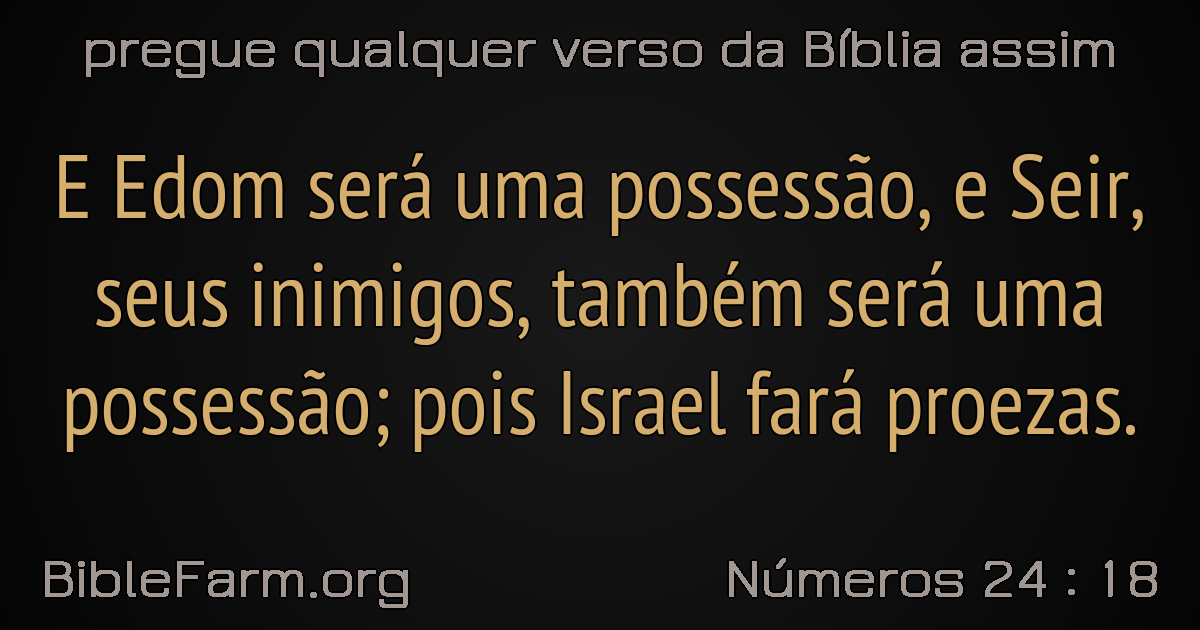 pregue qualquer verso da Bíblia assim
E Edom será uma possessão, e Seir,
seus inimigos, também será uma
possessão; pois Israel fará proezas.
BibleFarm.org
Números 24 : 18